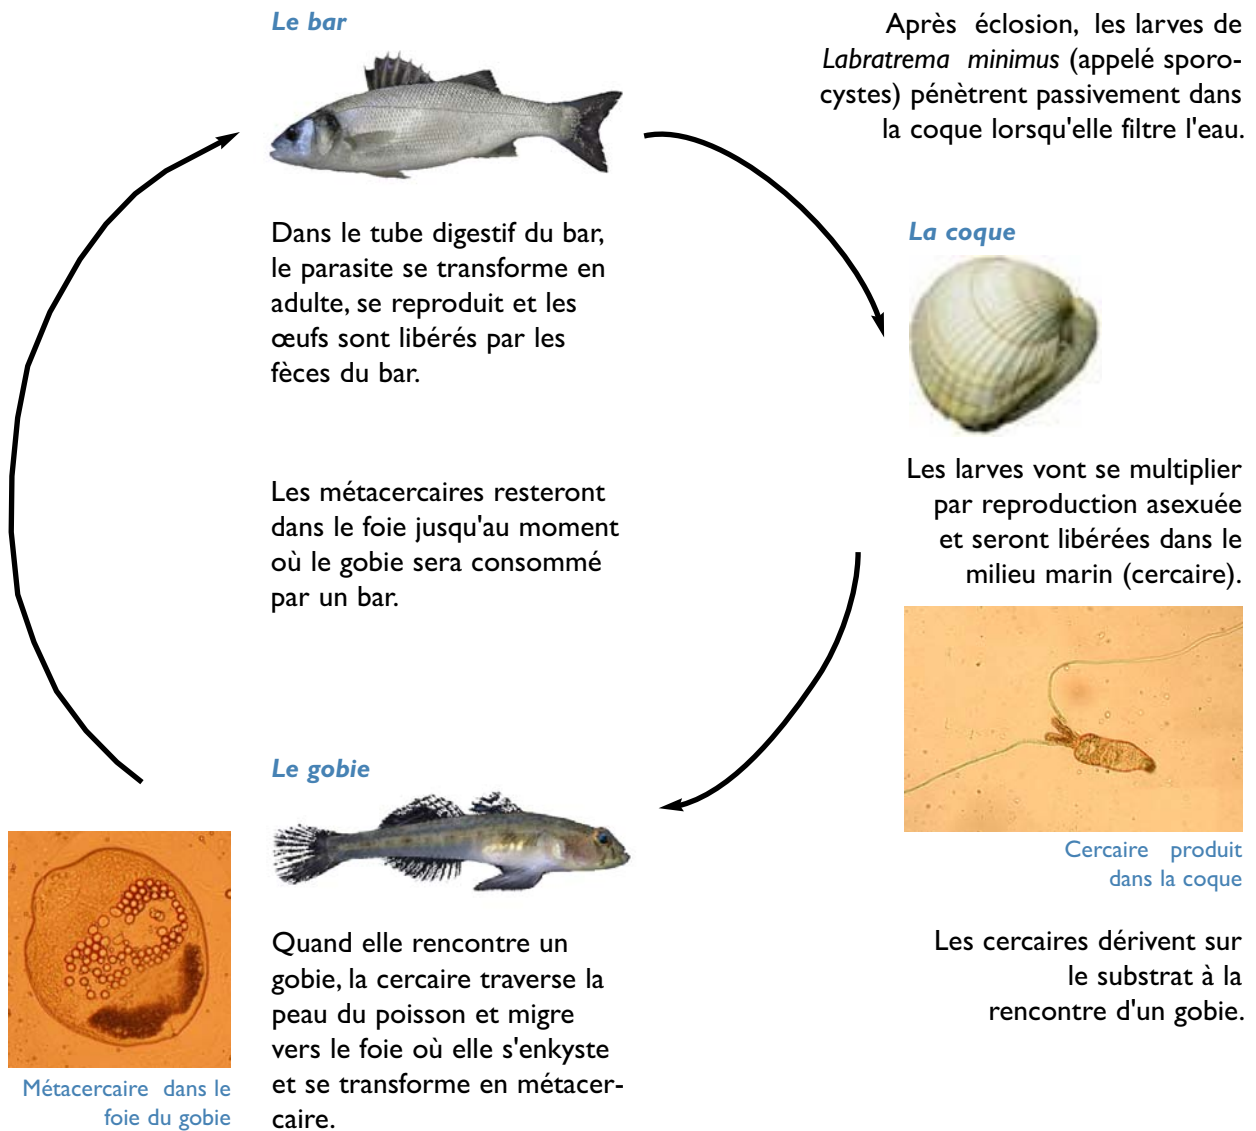 Le bar
Dans le tube digestif du bar,
le parasite se transforme en
adulte, se reproduit et les
œufs sont libérés par les
fèces du bar.
Après éclosion, les larves de
Labratrema minimus (appelé sporo-
cystes) pénètrent passivement dans
la coque lorsqu'elle filtre l'eau.
La coque
Les larves vont se multiplier
par reproduction asexuée
et seront libérées dans le
milieu marin (cercaire).
Cercaire produit
dans la coque
Les cercaires dérivent sur
le substrat à la
rencontre d'un gobie.
Le gobie
Quand elle rencontre un
gobie, la cercaire traverse la
peau du poisson et migre
vers le foie où elle s'enkyste
et se transforme en métacer-
caire.
Métacercaire dans le
foie du gobie
Les métacercaires resteront
dans le foie jusqu'au moment
où le gobie sera consommé
par un bar.